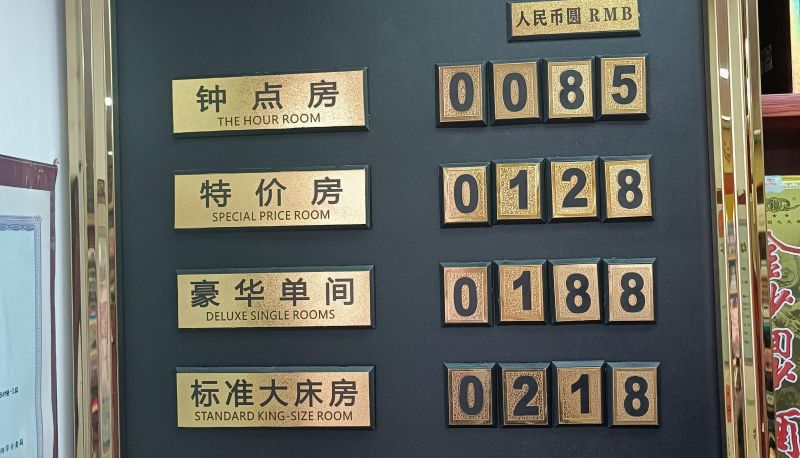 人民币圆 RMB
钟点房 0085
THE HOUR ROOM
特价房 0128
SPECIAL PRICE ROOM
豪华单间 0188
DELUXE SINGLE ROOMS
标准大床房 0218
STANDARD KING-SIZE ROOM